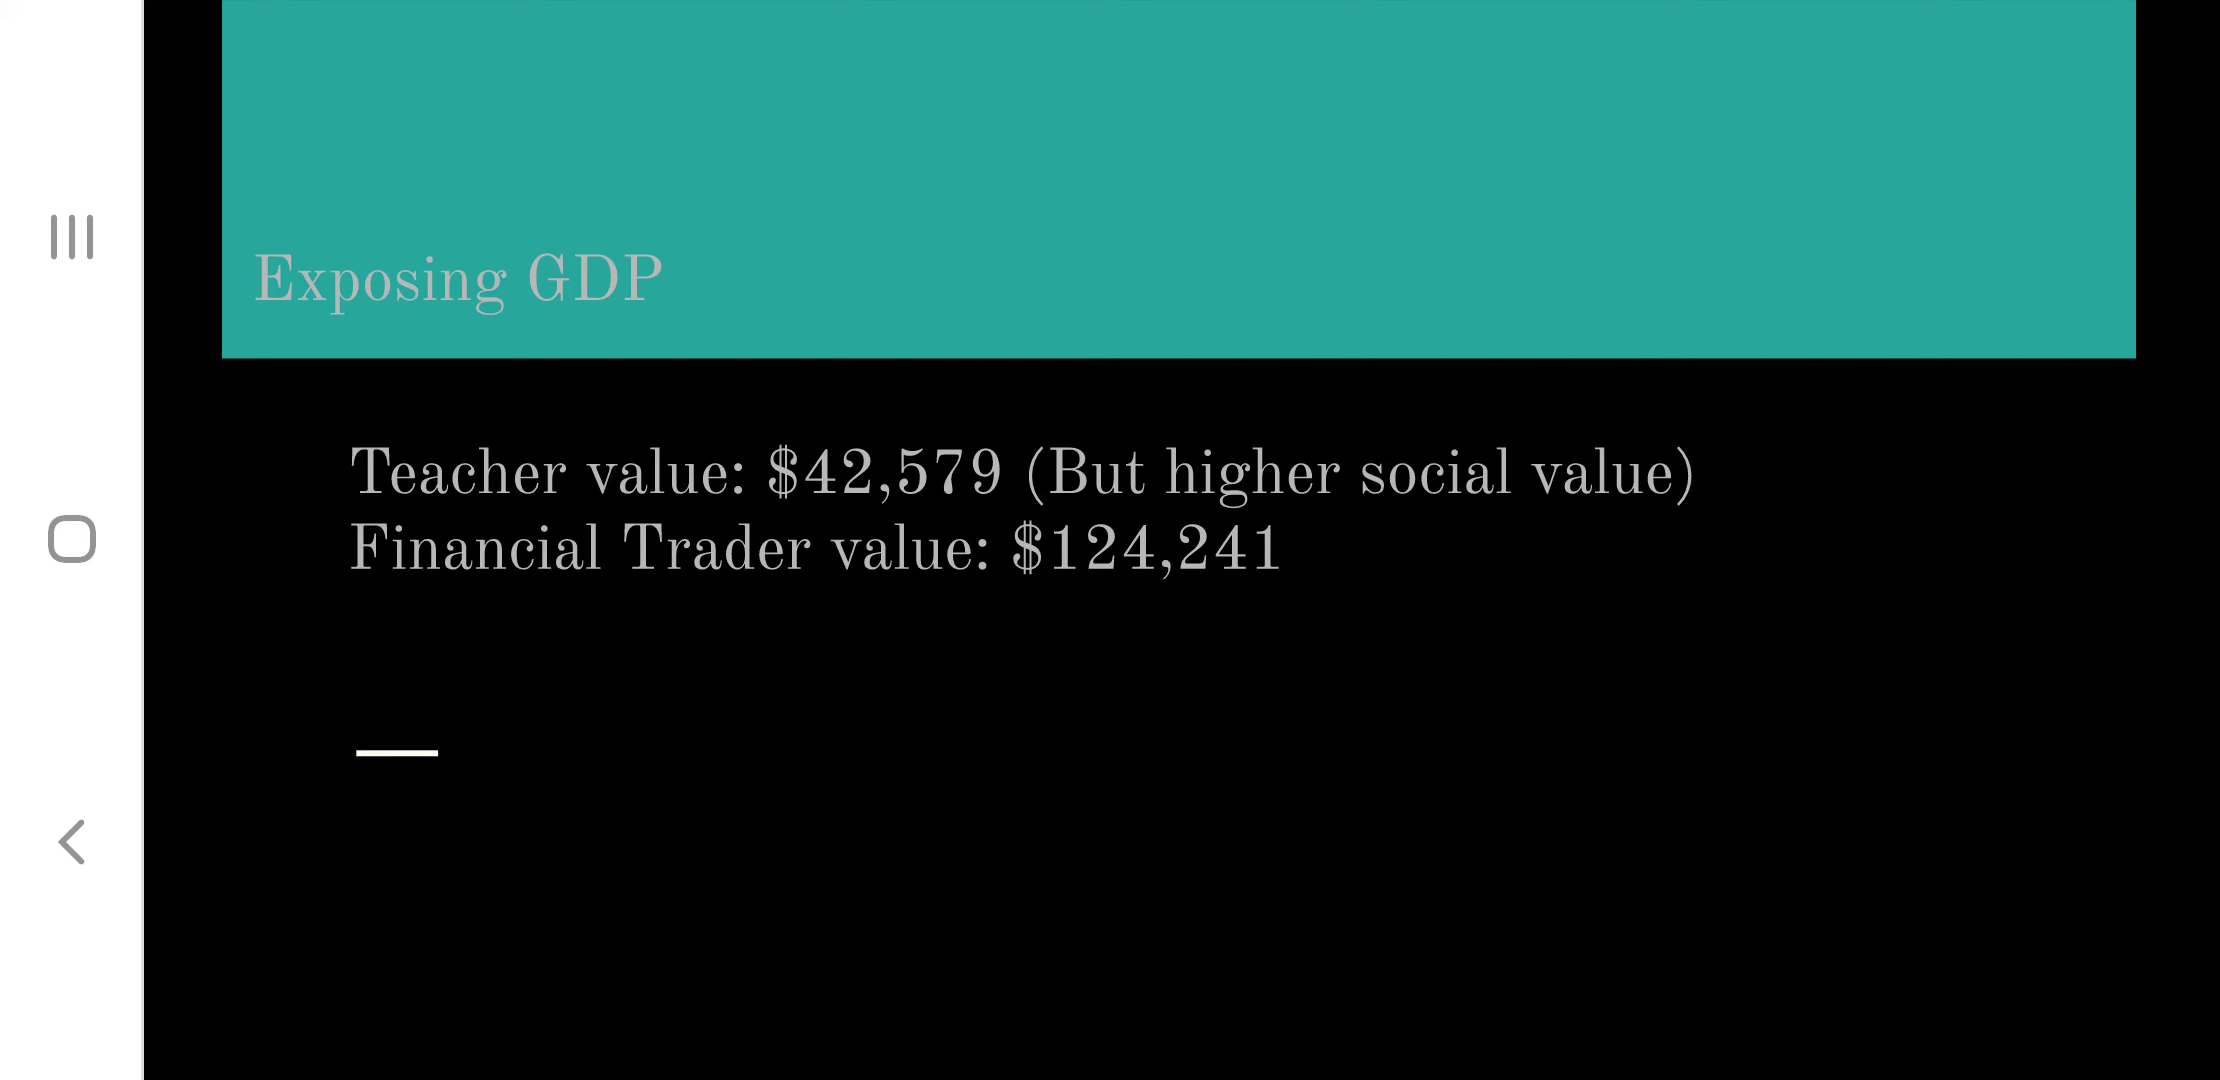 Exposing GDP
Teacher value: $42,579 (But higher social value)
Financial Trader value: $124,241